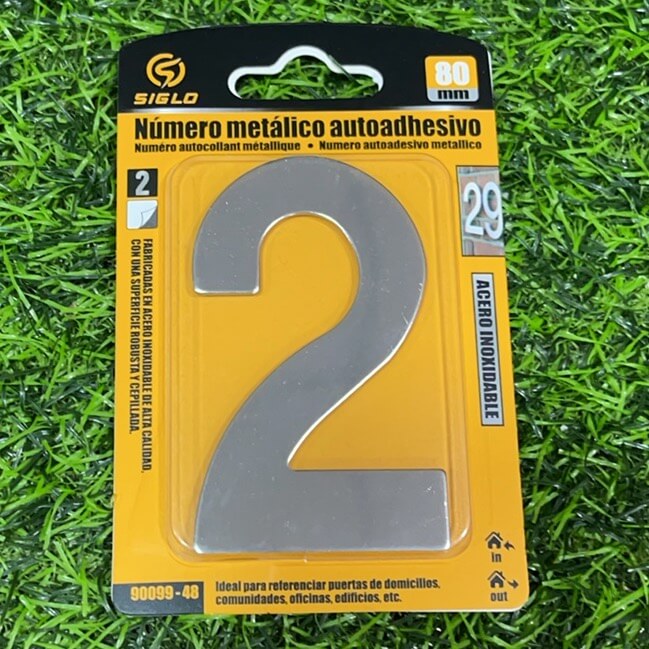 SIGLO
80
mm
Número metálico autoadhesivo
Numéro autocollant métallique • Numero autoadesivo metallico
2
FABRICADAS EN ACERO INOXIDABLE DE ALTA CALIDAD,
CON UNA SUPERFICIE ROBUSTA Y CEPILLADA.
2
29
ACERO INOXIDABLE
in
out
90099-48
Ideal para referenciar puertas de domicilios,
comunidades, oficinas, edificios, etc.